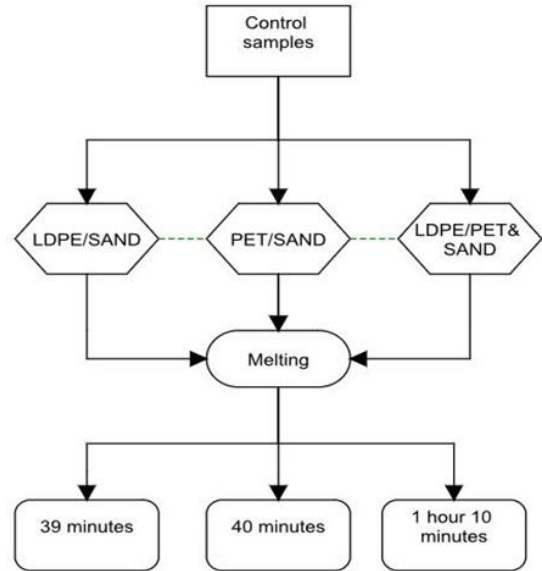 Control
samples
LDPE/SAND
PET/SAND
LDPE/PET&
SAND
Melting
39 minutes
40 minutes
1 hour 10
minutes